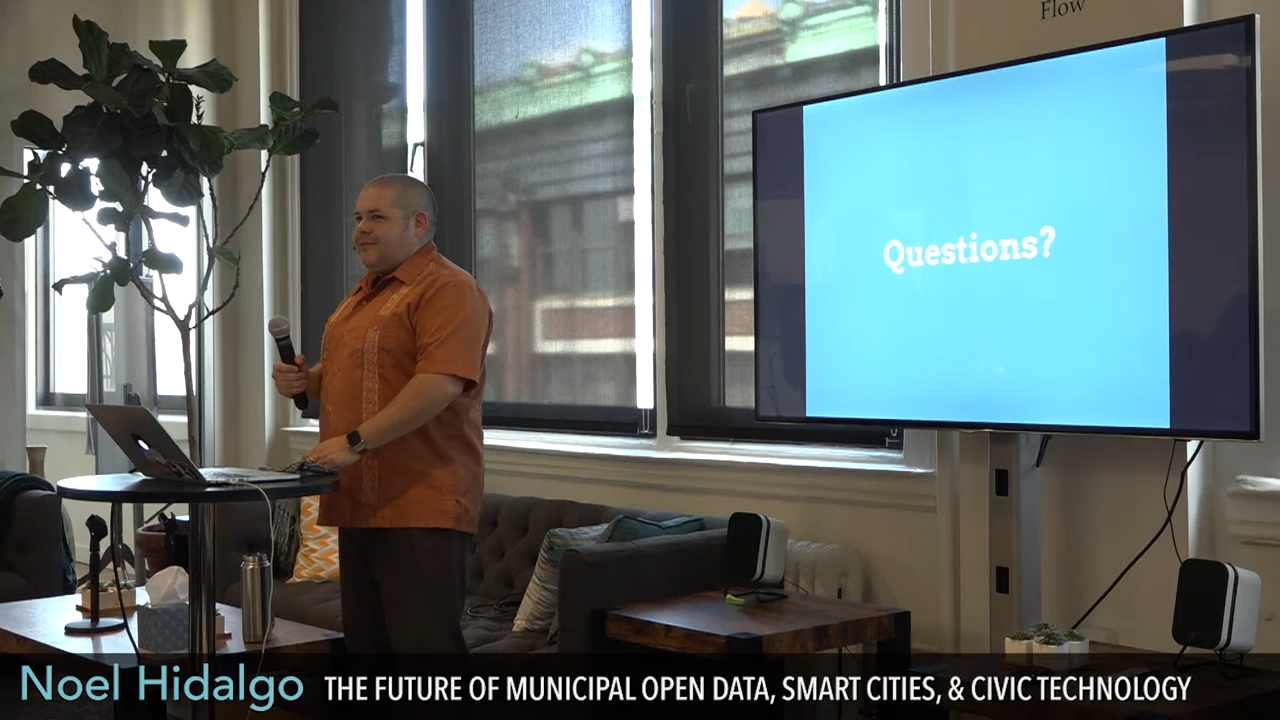 Flow
Questions?
Noel Hidalgo THE FUTURE OF MUNICIPAL OPEN DATA, SMART CITIES, & CIVIC TECHNOLOGY